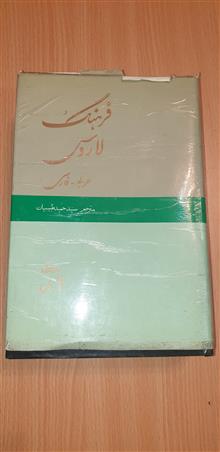 فرهنگ
لاروس
عربی - فارسی
مترجم سید حمید طبیبیان